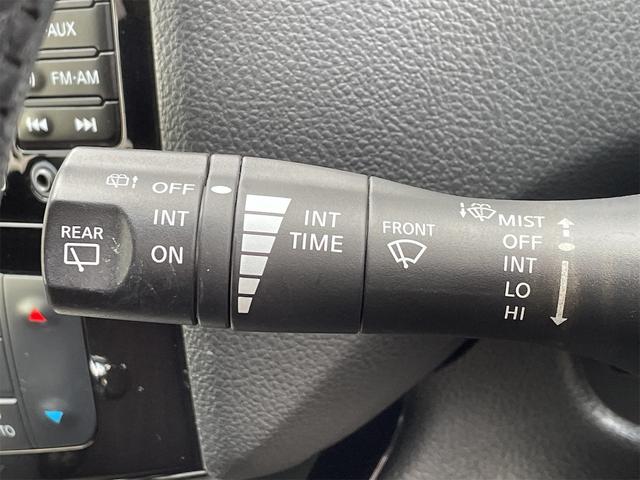 AUX
FM·AM
REAR
OFF
INT
ON
INT
TIME
FRONT
MIST
OFF
INT
LO
HI